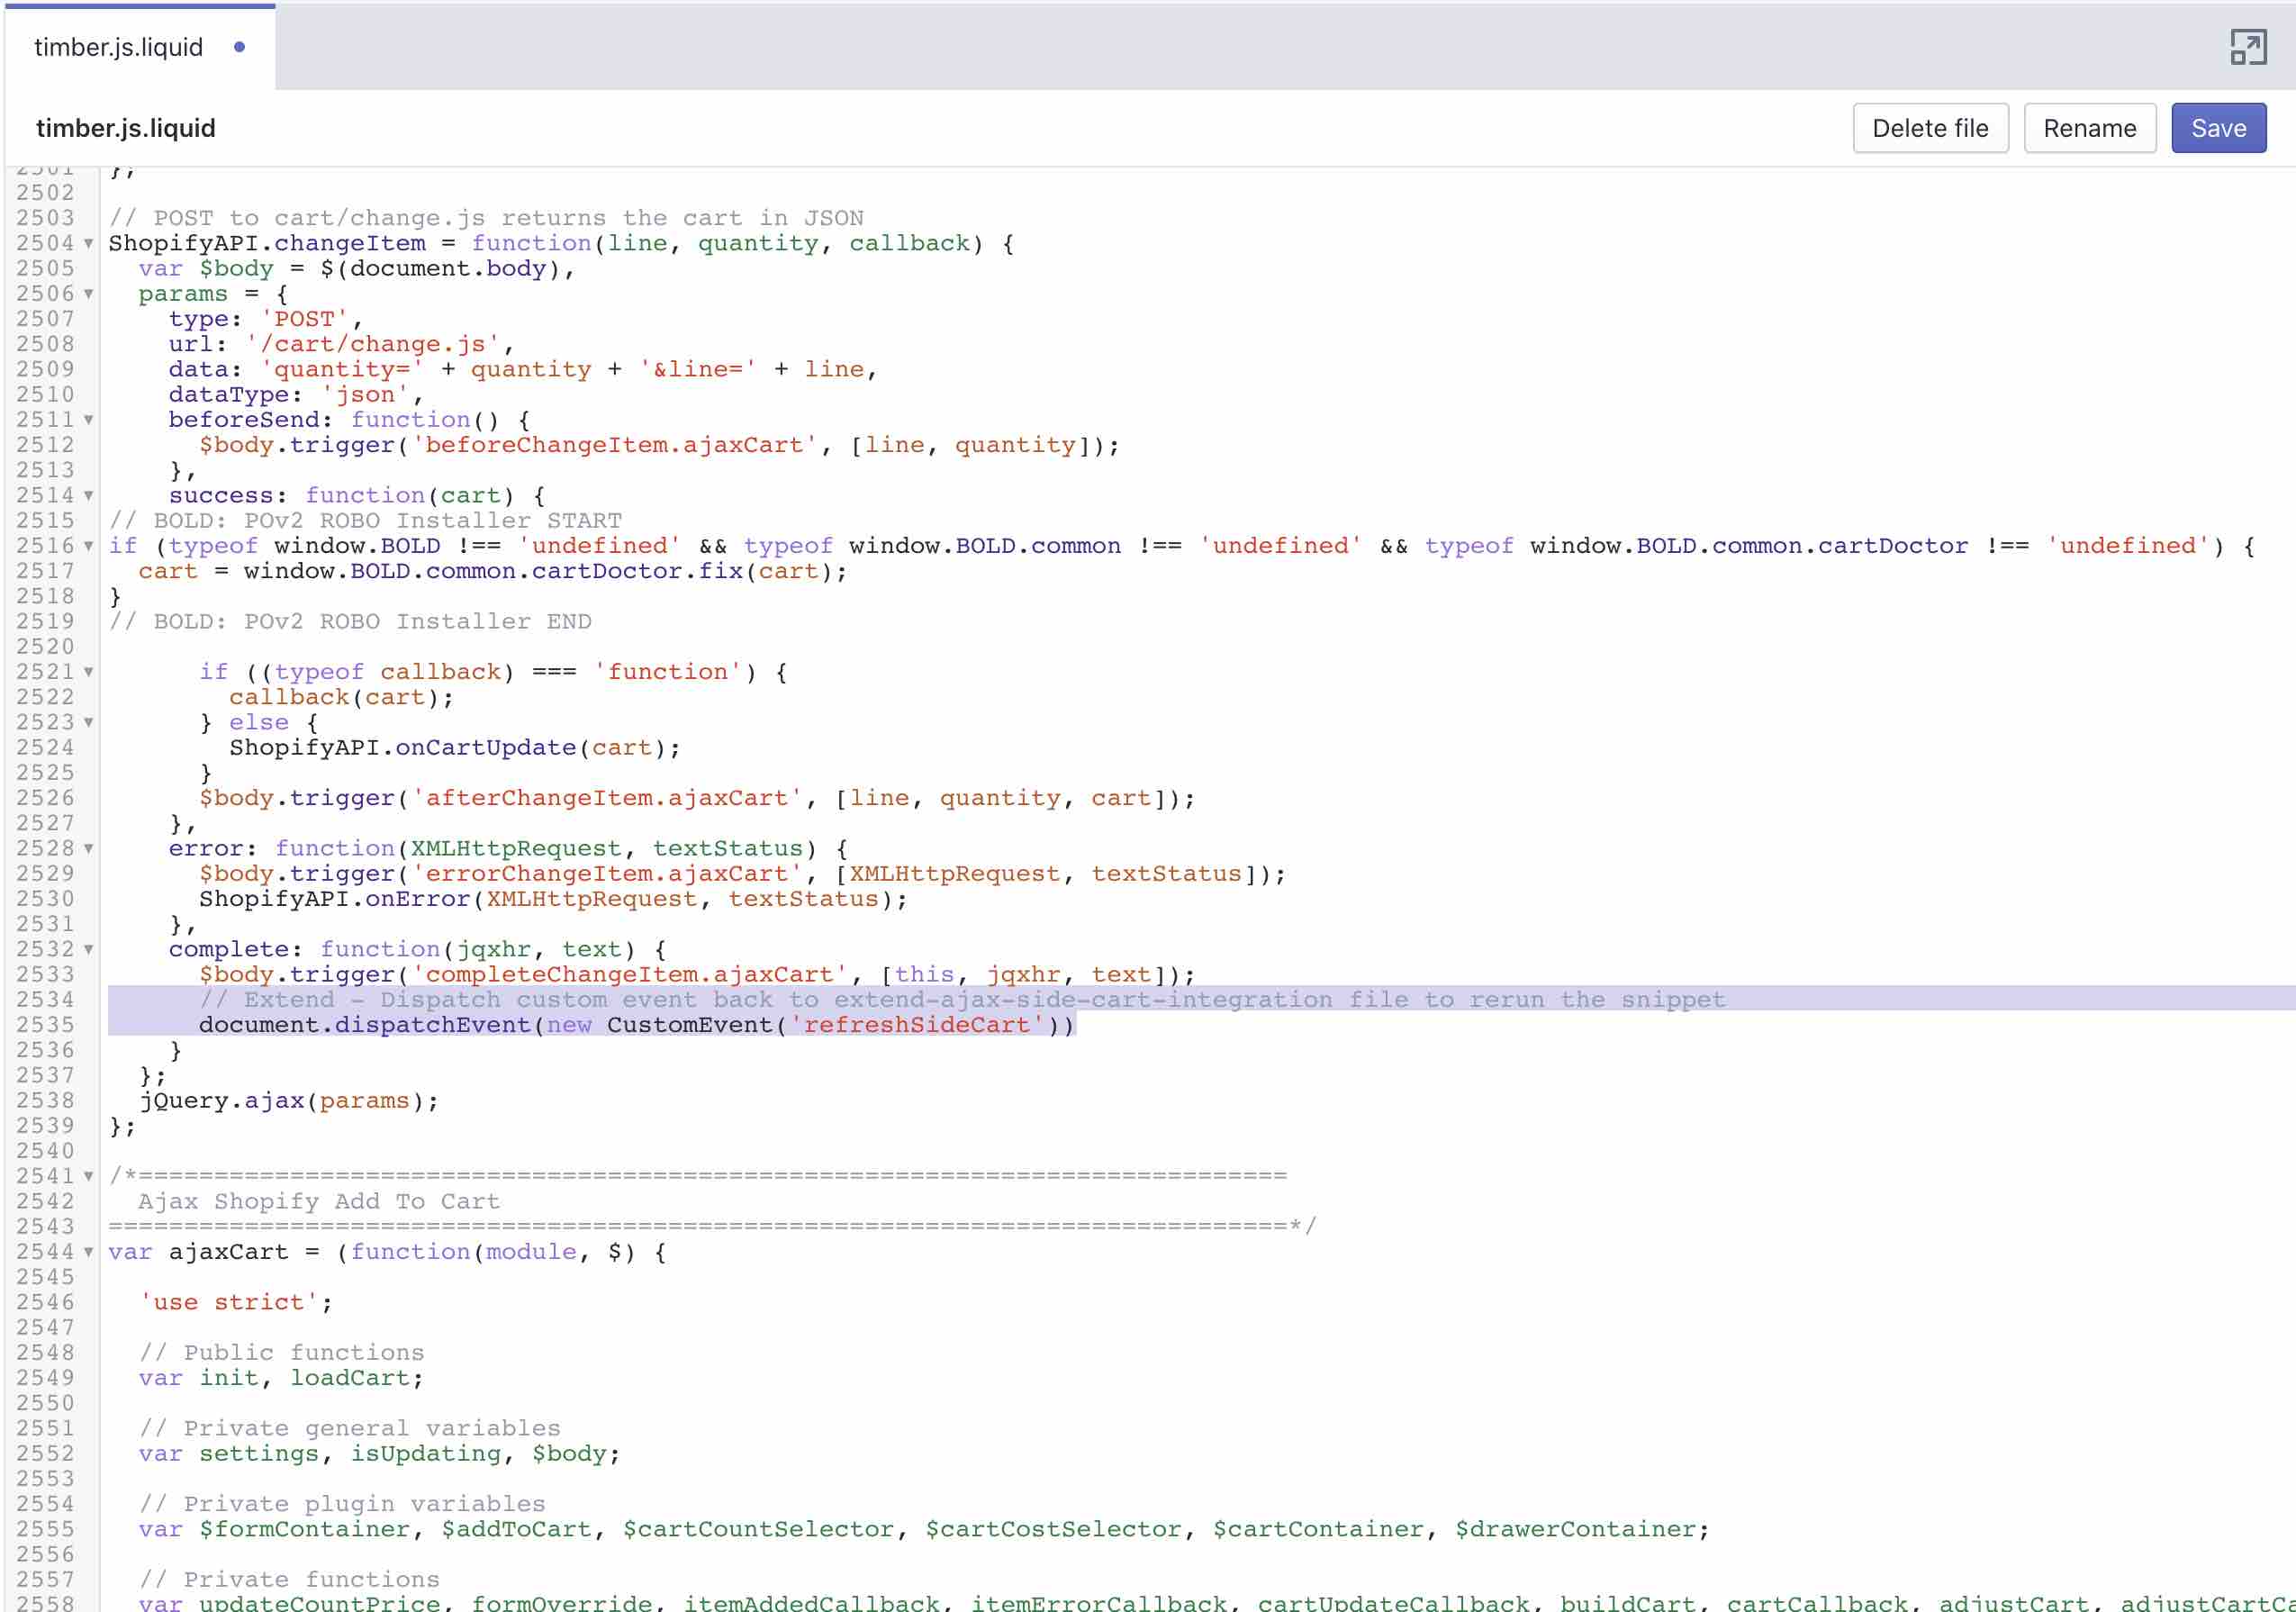 timber.js.liquid
timber.js.liquid
Delete file Rename Save
2501 };
2502
2503 // POST to cart/change.js returns the cart in JSON
2504 ShopifyAPI.changeItem = function(line, quantity, callback) {
2505   var $body = $(document.body),
2506   params = {
2507     type: 'POST',
2508     url: '/cart/change.js',
2509     data: 'quantity=' + quantity + '&line=' + line,
2510     dataType: 'json',
2511     beforeSend: function() {
2512       $body.trigger('beforeChangeItem.ajaxCart', [line, quantity]);
2513     },
2514     success: function(cart) {
2515 // BOLD: POv2 ROBO Installer START
2516 if (typeof window.BOLD !== 'undefined' && typeof window.BOLD.common !== 'undefined' && typeof window.BOLD.common.cartDoctor !== 'undefined') {
2517   cart = window.BOLD.common.cartDoctor.fix(cart);
2518 }
2519 // BOLD: POv2 ROBO Installer END
2520
2521       if ((typeof callback) === 'function') {
2522         callback(cart);
2523       } else {
2524         ShopifyAPI.onCartUpdate(cart);
2525       }
2526       $body.trigger('afterChangeItem.ajaxCart', [line, quantity, cart]);
2527     },
2528     error: function(XMLHttpRequest, textStatus) {
2529       $body.trigger('errorChangeItem.ajaxCart', [XMLHttpRequest, textStatus]);
2530       ShopifyAPI.onError(XMLHttpRequest, textStatus);
2531     },
2532     complete: function(jqxhr, text) {
2533       $body.trigger('completeChangeItem.ajaxCart', [this, jqxhr, text]);
2534       // Extend - Dispatch custom event back to extend-ajax-side-cart-integration file to rerun the snippet
2535       document.dispatchEvent(new CustomEvent('refreshSideCart'))
2536     }
2537   };
2538   jQuery.ajax(params);
2539 };
2540
2541 /*============================================================================
2542   Ajax Shopify Add To Cart
2543 ==============================================================================*/
2544 var ajaxCart = (function(module, $) {
2545
2546   'use strict';
2547
2548   // Public functions
2549   var init, loadCart;
2550
2551   // Private general variables
2552   var settings, isUpdating, $body;
2553
2554   // Private plugin variables
2555   var $formContainer, $addToCart, $cartCountSelector, $cartCostSelector, $cartContainer, $drawerContainer;
2556
2557   // Private functions
2558   var updateCountPrice, formOverride, itemAddedCallback, itemErrorCallback, cartUpdateCallback, buildCart, cartCallback, adjustCart, adjustCartC